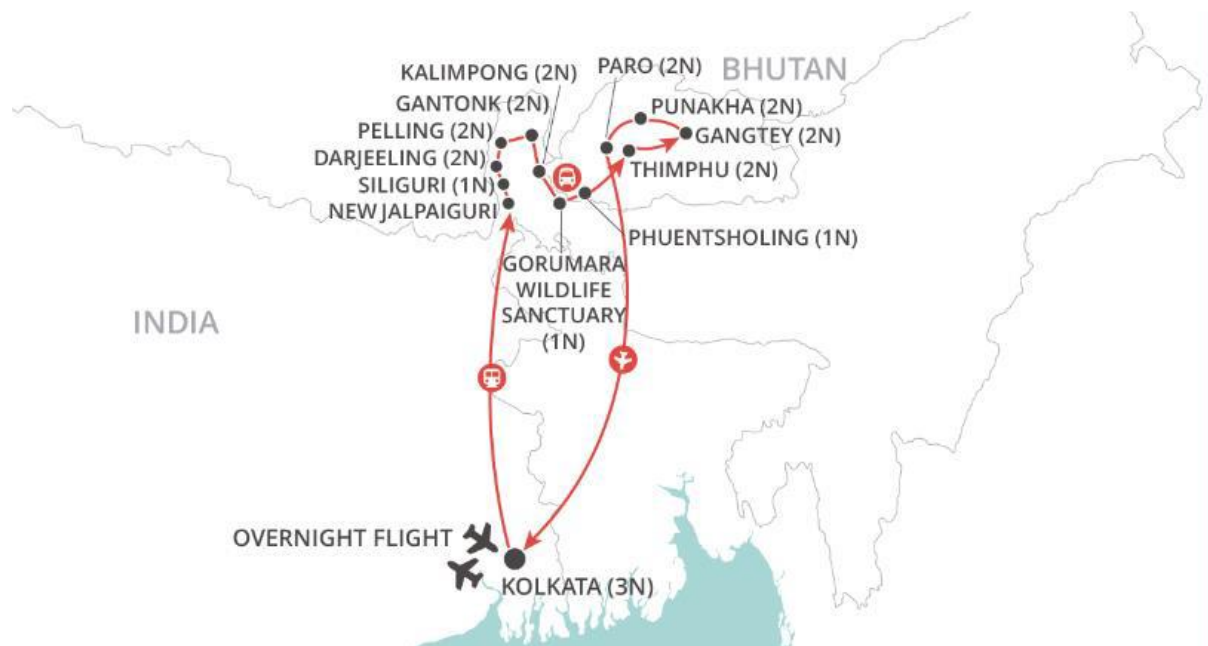 KALIMPONG (2N)
PARO (2N)
BHUTAN
GANTONK (2N)
PUNAKHA (2N)
PELLING (2N)
GANGTEY (2N)
DARJEELING (2N)
THIMPHU (2N)
SILIGURI (1N)
NEW JALPAIGURI
PHUENTSHOLING (1N)
GORUMARA
WILDLIFE
SANCTUARY
(1N)
INDIA
OVERNIGHT FLIGHT
KOLKATA (3N)